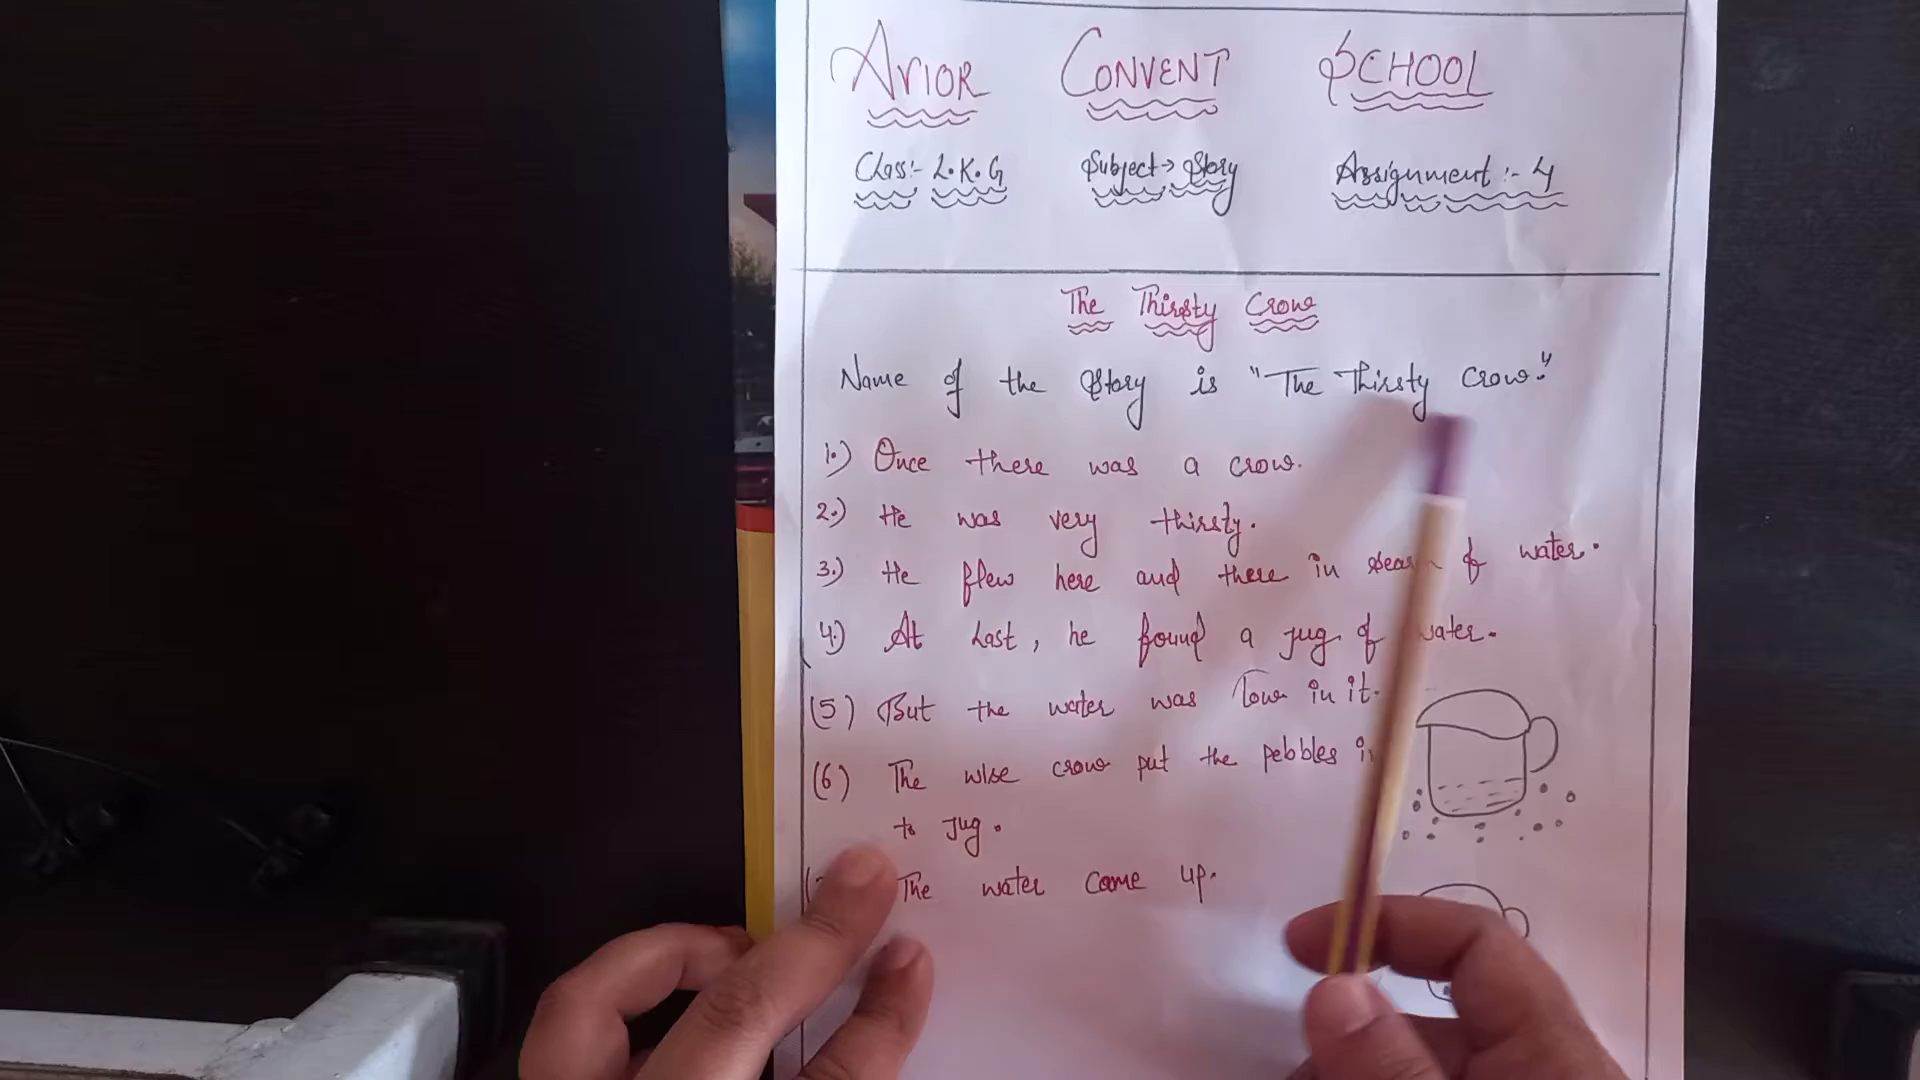 AVIOR CONVENT SCHOOL
Class:- L.K.G Subject→ Story Assignment:- 4
The Thirsty Crow
Name of the Story is "The Thirsty Crow."
1.) Once there was a crow.
2.) He was very thirsty.
3.) He flew here and there in of water.
4.) At Last, he found a jug of water.
(5) But the water was low in it.
(6) The wise crow put the pebbles in
to jug.
The water came up.